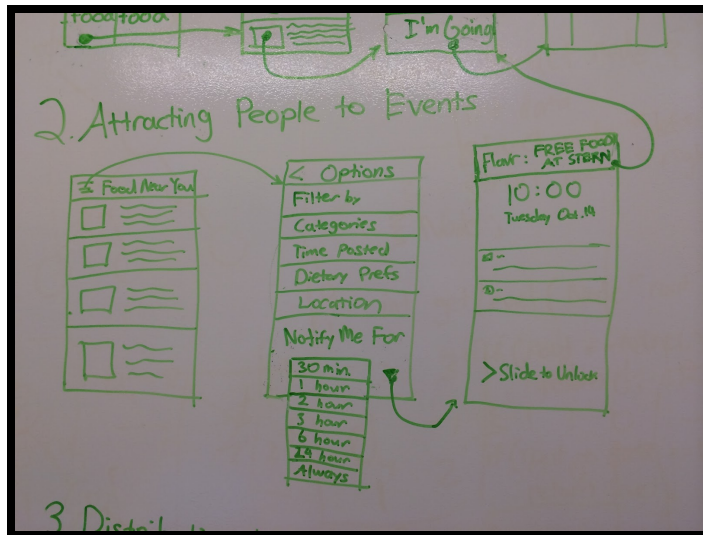 food food
I'm Going
2. Attracting People to Events
Food Near You
< Options
Filter by
Categories
Time Posted
Dietary Prefs
Location
Notify Me For
30 min.
1 hour
2 hour
3 hour
6 hour
24 hour
Always
Flavr: FREE FOOD
AT STERN
10:00
Tuesday Oct. 14
>Slide to Unlock